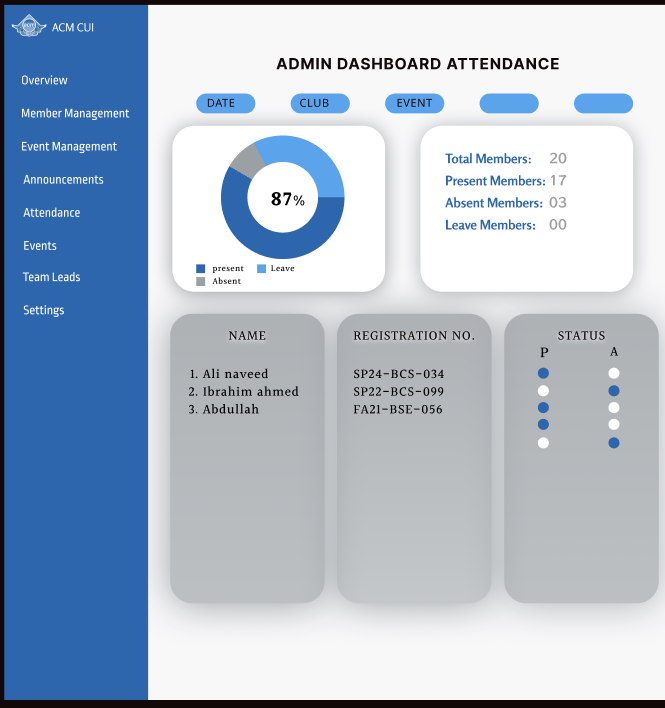 ACM CUI
Overview
Member Management
Event Management
Announcements
Attendance
Events
Team Leads
Settings
ADMIN DASHBOARD ATTENDANCE
DATE CLUB EVENT
87%
present Leave
Absent
Total Members: 20
Present Members: 17
Absent Members: 03
Leave Members: 00
NAME
1. Ali naveed
2. Ibrahim ahmed
3. Abdullah
REGISTRATION NO.
SP24-BCS-034
SP22-BCS-099
FA21-BSE-056
STATUS
P A